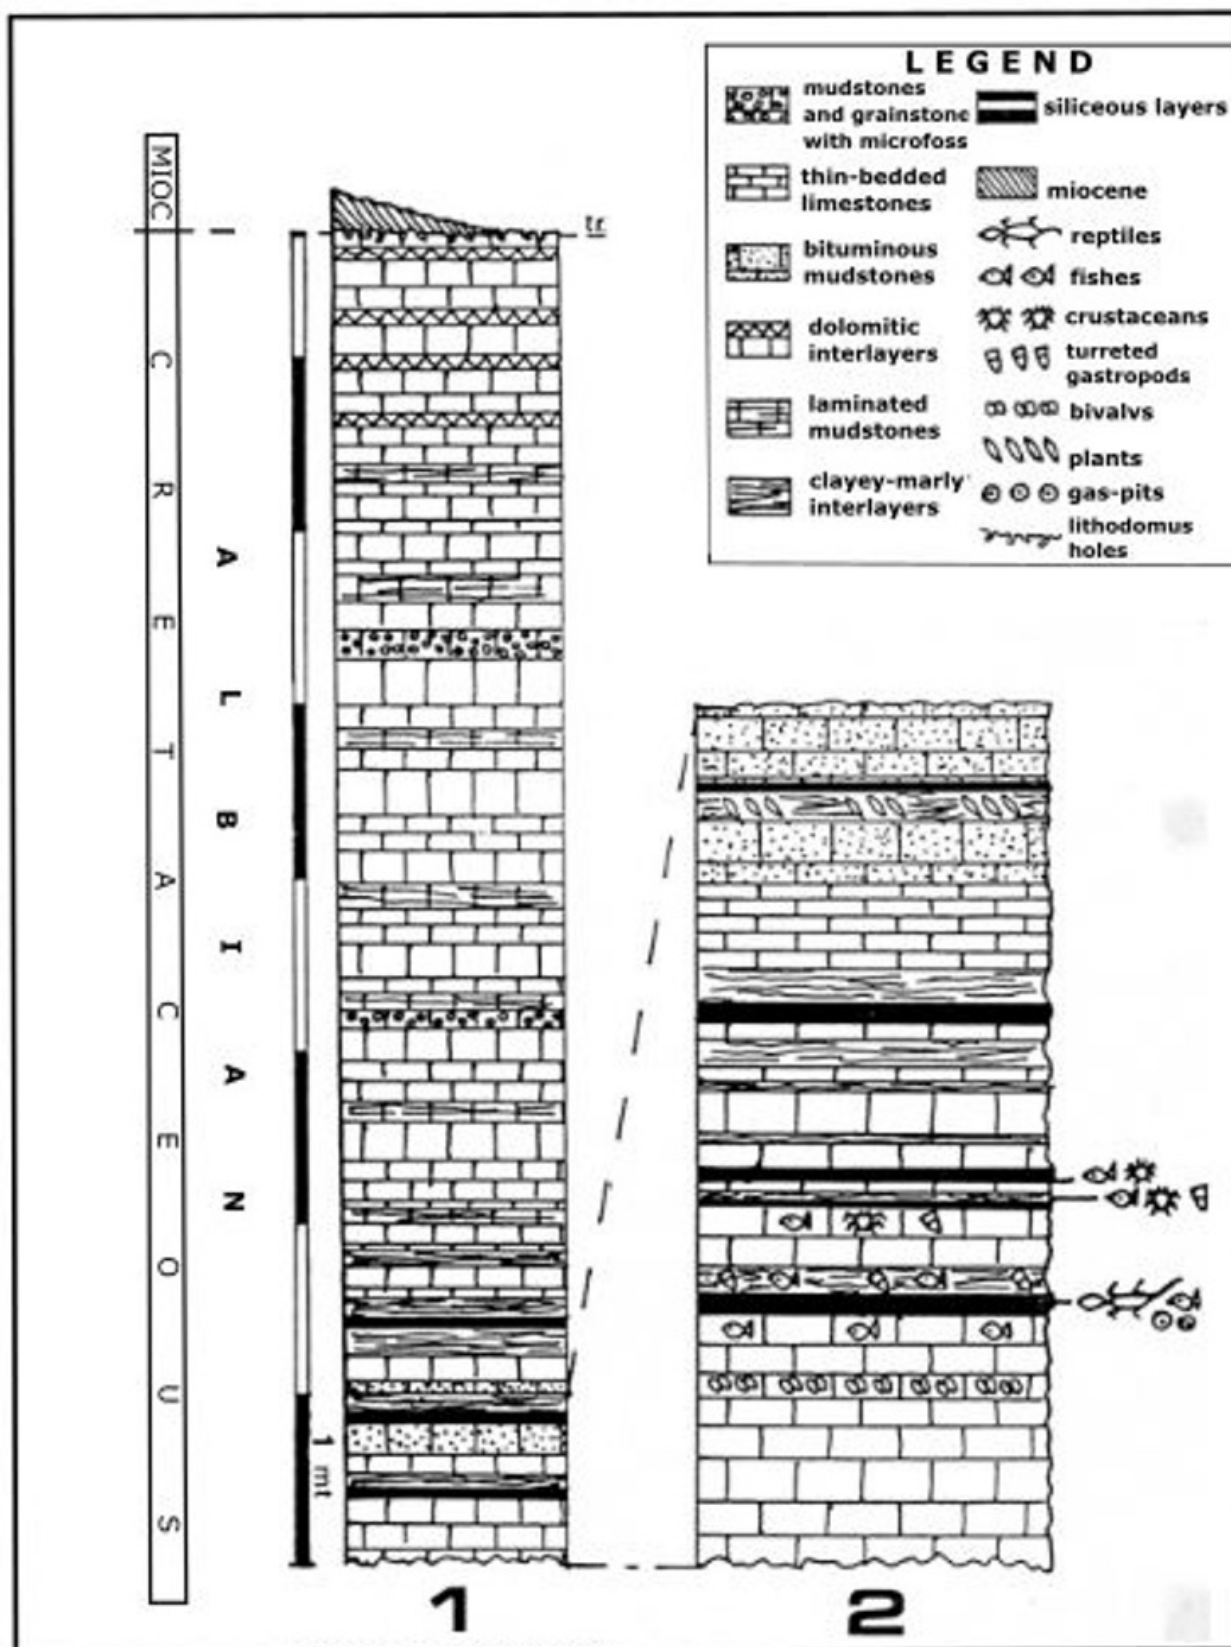 LEGEND
mudstones
and grainstone
with microfoss
thin-bedded
limestones
bituminous
mudstones
dolomitic
interlayers
laminated
mudstones
clayey-marly
interlayers
siliceous layers
miocene
reptiles
fishes
crustaceans
turreted
gastropods
bivalvs
plants
gas-pits
lithodomus
holes
MIOC
CRETACEOUS
ALBIAN
tr
1 mt
1
2